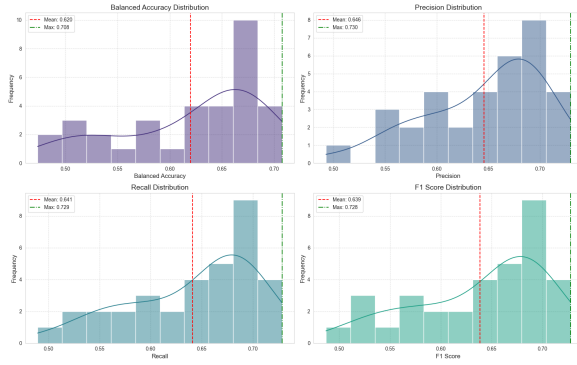 Balanced Accuracy Distribution
Mean: 0.620
Max: 0.708
Frequency
10
8
6
4
2
0
0.50
0.55
0.60
0.65
0.70
Balanced Accuracy
Precision Distribution
Mean: 0.646
Max: 0.730
Frequency
8
7
6
5
4
3
2
1
0
0.50
0.55
0.60
0.65
0.70
Precision
Recall Distribution
Mean: 0.641
Max: 0.729
Frequency
8
6
4
2
0
0.50
0.55
0.60
0.65
0.70
Recall
F1 Score Distribution
Mean: 0.639
Max: 0.728
Frequency
8
6
4
2
0
0.50
0.55
0.60
0.65
0.70
F1 Score